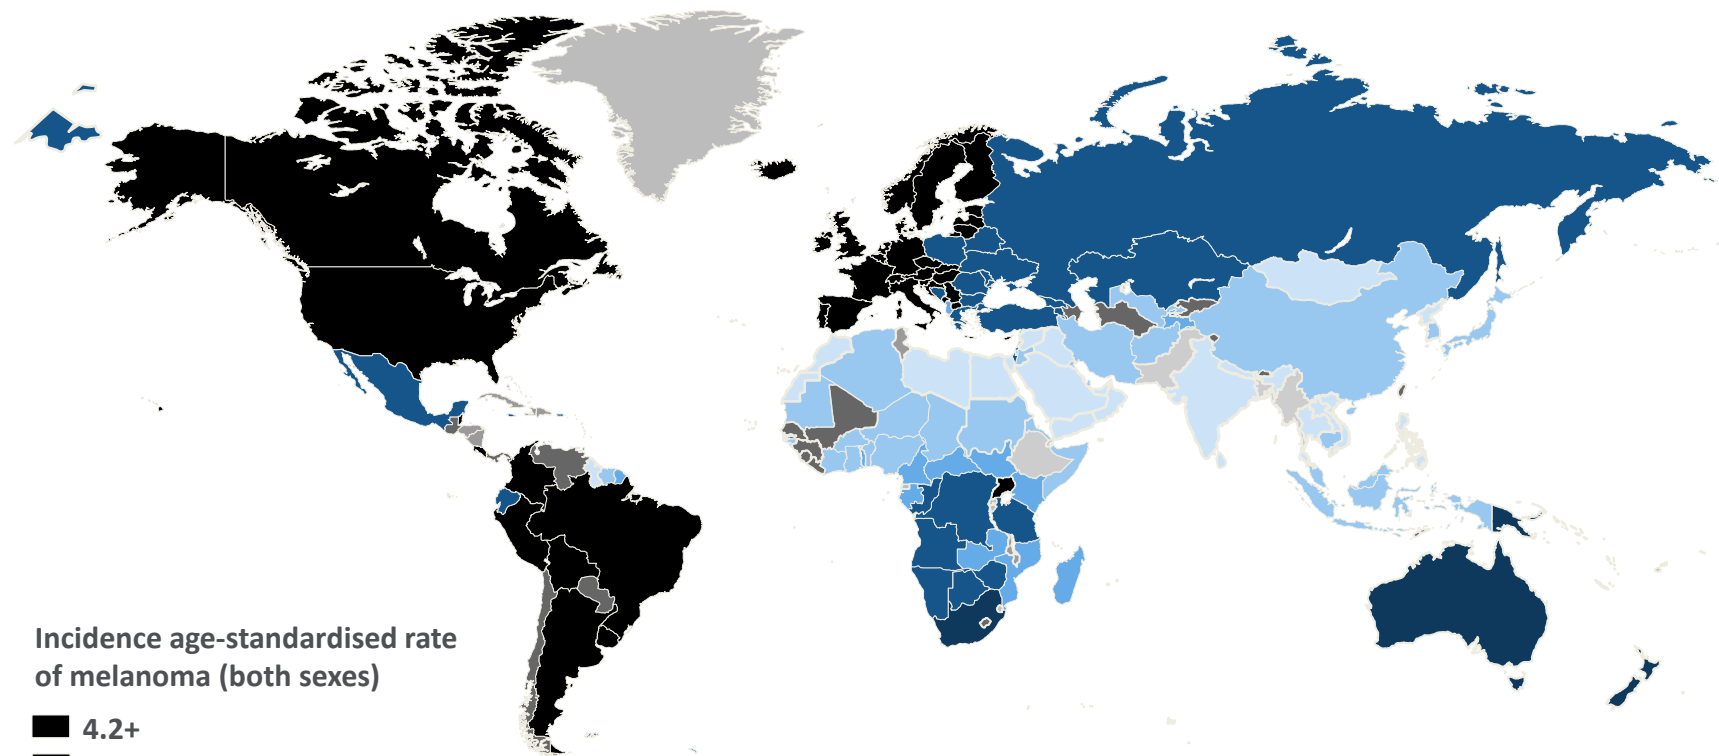 Incidence age-standardised rate
of melanoma (both sexes)
4.2+